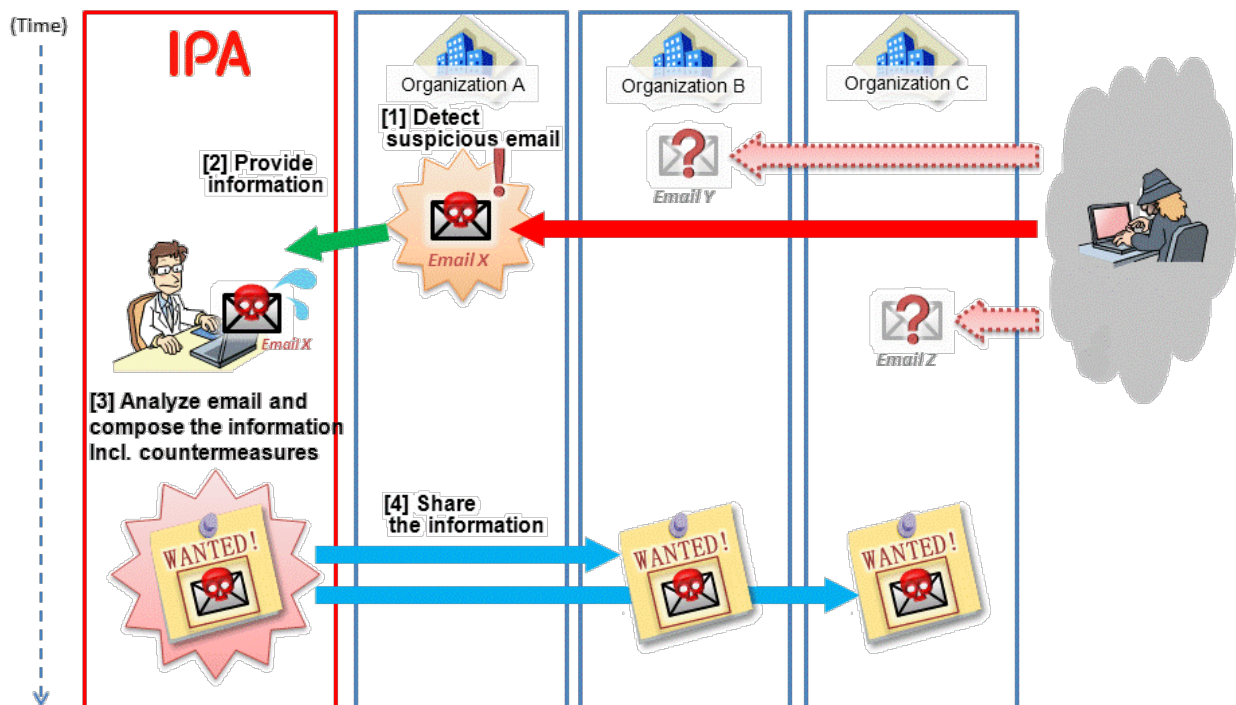 (Time)
IPA
Organization A
Organization B
Organization C
[1] Detect
suspicious email
[2] Provide
information
Email Y
Email X
Email X
Email Z
[3] Analyze email and
compose the information
Incl. countermeasures
[4] Share
the information
WANTED!
WANTED!
WANTED!